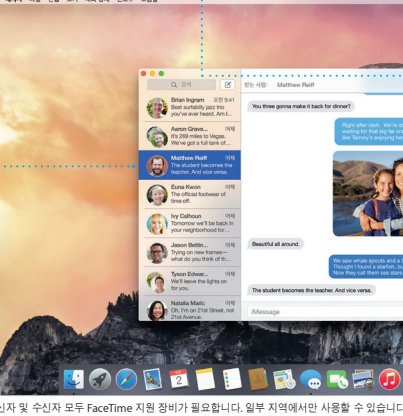 검색
받는 사람: Matthew Reiff
Brian Ingram 오전 9:41
Best surfabilly jazz trio
you've ever heard. Am I...
Aaron Grave... 어제
It's 269 miles to Vegas.
We've got a full tank of...
Matthew Reiff 어제
The student becomes the
teacher. And vice versa.
Euna Kwon 어제
The official footwear of
time off.
Ivy Calhoun 어제
Tomorrow we'll be back in
your neighborhood for...
Jason Bettin... 어제
Trying on new frames—
what do you think of th...
Tyson Edwar... 어제
We'll leave the lights on
for you.
Natalia Maric 어제
Oh, I'm on 21st Street, not
21st Avenue.
You three gonna make it back for dinner?
Right after dark. We're st
waiting for that big 1st one
like Tammy's enjoying her
Beautiful all around.
We saw whale spouts and a l
Thought I found a starfish, bu
Now they call them sea stars.
The student becomes the teacher. And vice versa.
iMessage
2
신자 및 수신자 모두 FaceTime 지원 장비가 필요합니다. 일부 지역에서만 사용할 수 있습니다